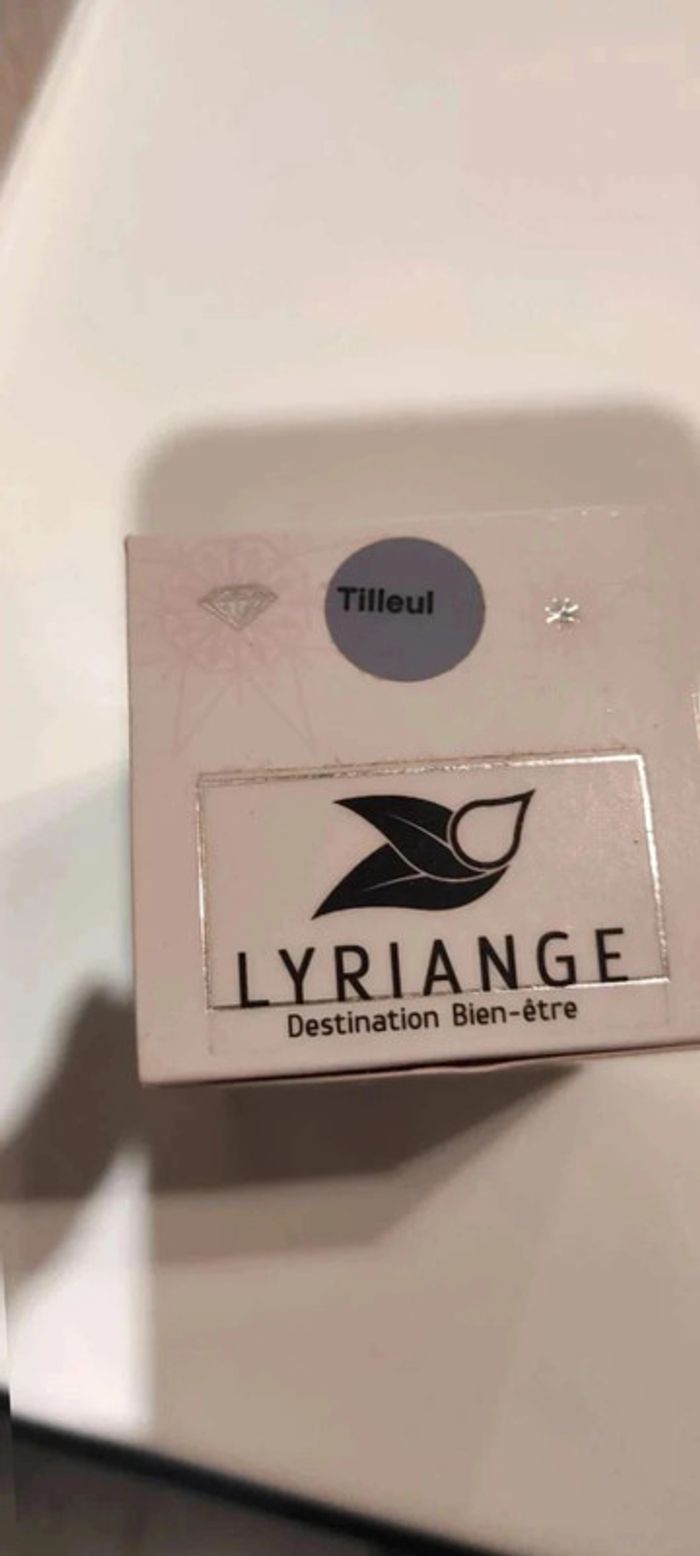 Tilleul
LYRIANGE
Destination Bien-être